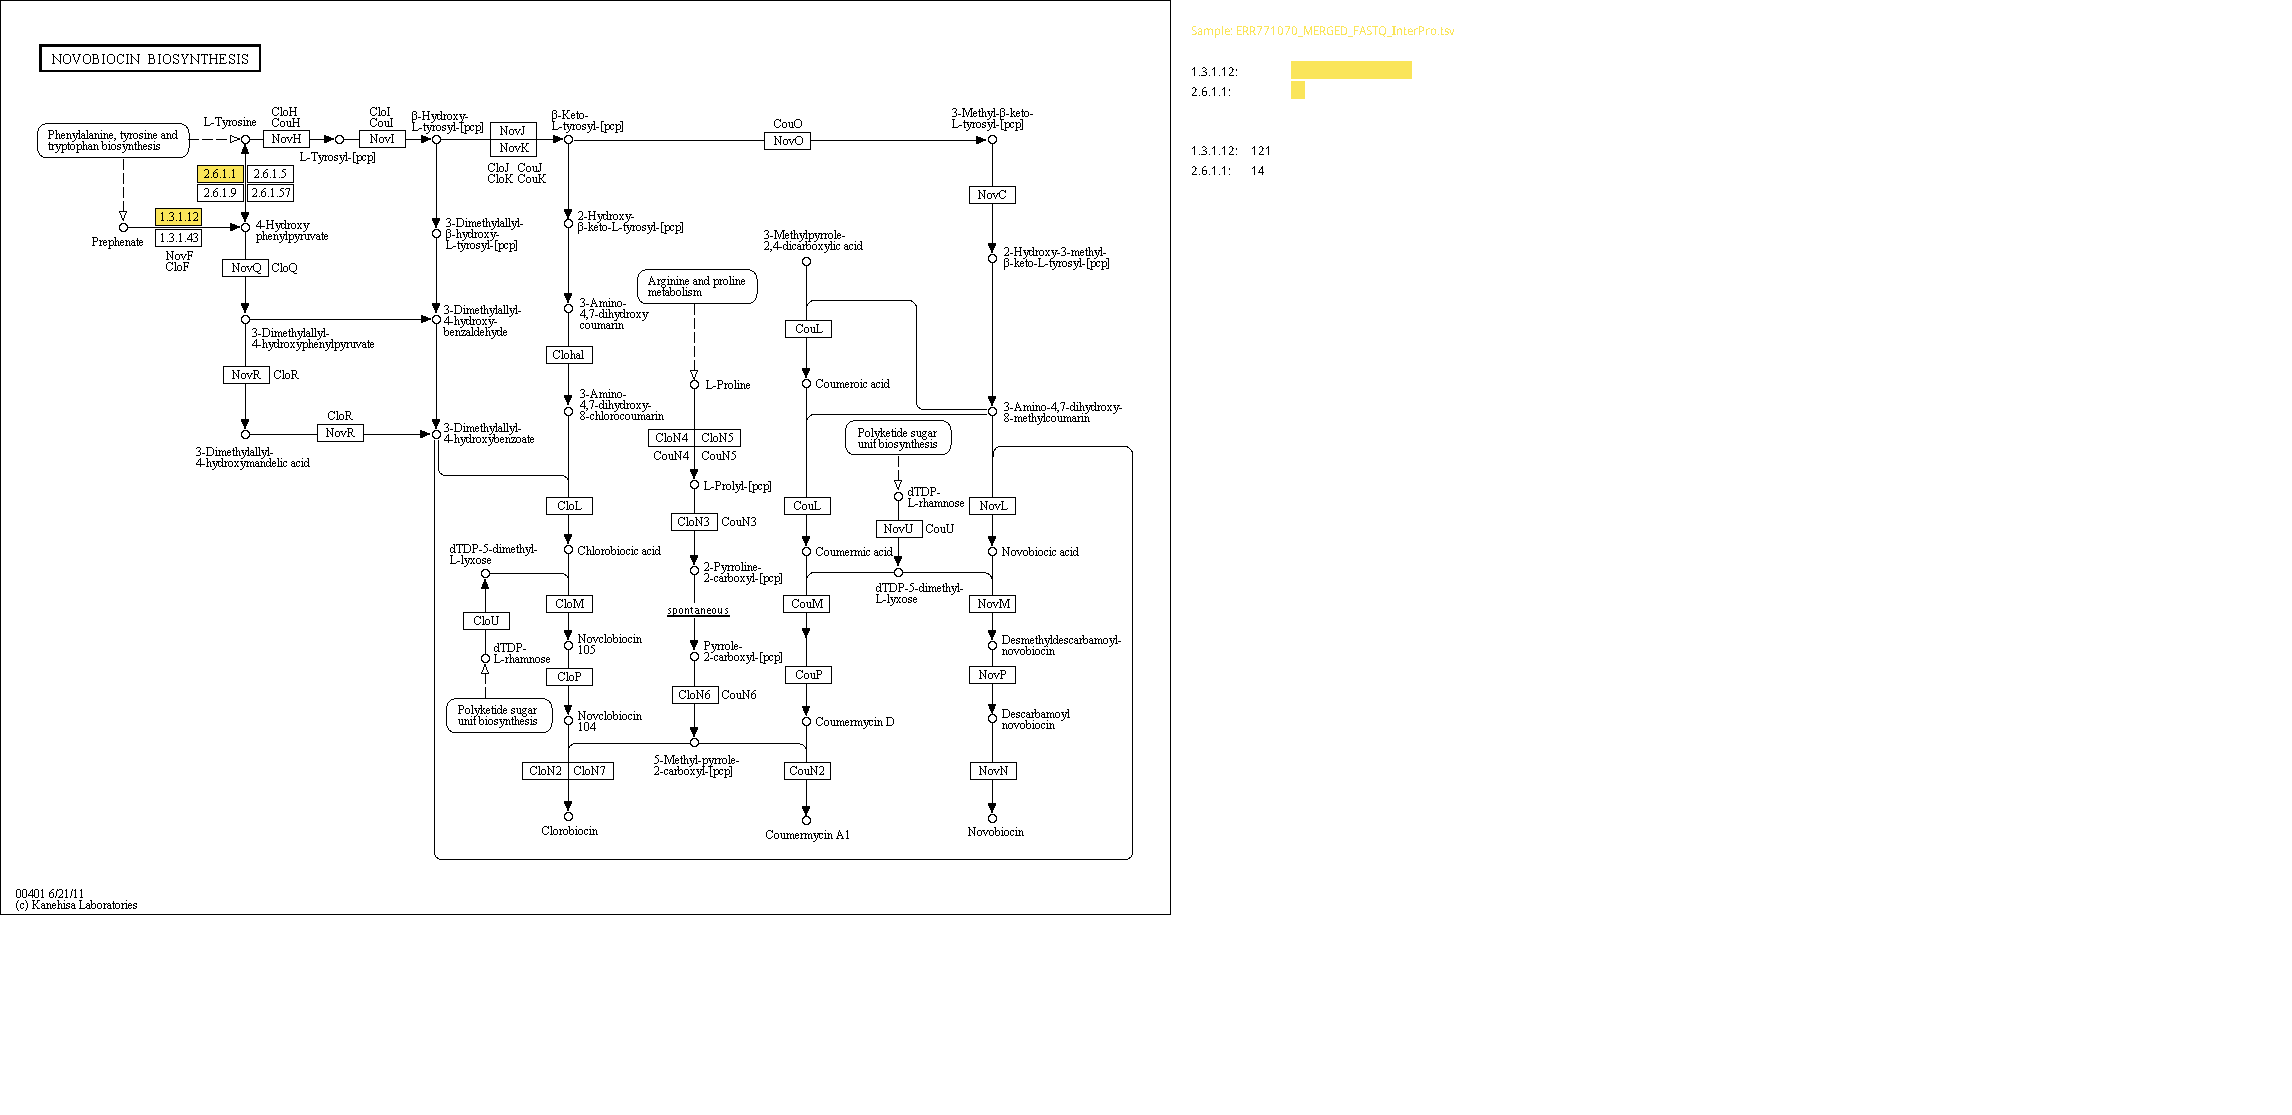 Sample: ERR771070_MERGED_FASTQ_InterPro.tsv
NOVOBIOCIN BIOSYNTHESIS
1.3.1.12:
2.6.1.1:
1.3.1.12: 121
2.6.1.1: 14
Phenylalanine, tyrosine and
tryptophan biosynthesis
L-Tyrosine
CloH
CouH
NovH
L-Tyrosyl-[pcp]
CloI
CouI
NovI
β-Hydroxy-
L-tyrosyl-[pcp]
NovJ
NovK
CloJ CouJ
CloK CouK
β-Keto-
L-tyrosyl-[pcp]
CouO
NovO
3-Methyl-β-keto-
L-tyrosyl-[pcp]
2.6.1.1
2.6.1.5
2.6.1.9
2.6.1.57
1.3.1.12
1.3.1.43
NovF
CloF
Prephenate
4-Hydroxy
phenylpyruvate
NovQ
CloQ
3-Dimethylallyl-
β-hydroxy-
L-tyrosyl-[pcp]
2-Hydroxy-
β-keto-L-tyrosyl-[pcp]
NovC
3-Methylpyrrole-
2,4-dicarboxylic acid
2-Hydroxy-3-methyl-
β-keto-L-tyrosyl-[pcp]
Arginine and proline
metabolism
3-Dimethylallyl-
4-hydroxyphenylpyruvate
3-Dimethylallyl-
4-hydroxy-
benzaldehyde
3-Amino-
4,7-dihydroxy
coumarin
CouL
Clohal
NovR
CloR
L-Proline
Coumeroic acid
3-Amino-
4,7-dihydroxy-
8-chlorocoumarin
3-Amino-4,7-dihydroxy-
8-methylcoumarin
CloR
NovR
3-Dimethylallyl-
4-hydroxybenzoate
3-Dimethylallyl-
4-hydroxymandelic acid
CloN4
CloN5
CouN4
CouN5
Polyketide sugar
unif biosynthesis
L-Prolyl-[pcp]
dTDP-
L-rhamnose
CloL
CouL
NovL
CloN3
CouN3
NovU
CouU
dTDP-5-dimethyl-
L-lyxose
Chlorobiocic acid
Coumermic acid
Novobiocic acid
2-Pyrroline-
2-carboxyl-[pcp]
dTDP-5-dimethyl-
L-lyxose
CloM
CouM
NovM
spontaneous
CloU
Novclobiocin
105
dTDP-
L-rhamnose
Pyrrole-
2-carboxyl-[pcp]
Desmethyldescarbamoyl-
novobiocin
CloP
CouP
NovP
CloN6
CouN6
Polyketide sugar
unif biosynthesis
Novclobiocin
104
Coumermycin D
Descarbamoyl
novobiocin
5-Methyl-pyrrole-
2-carboxyl-[pcp]
CloN2
CloN7
CouN2
NovN
Clorobiocin
Coumermycin A1
Novobiocin
00401 6/21/11
(c) Kanehisa Laboratories